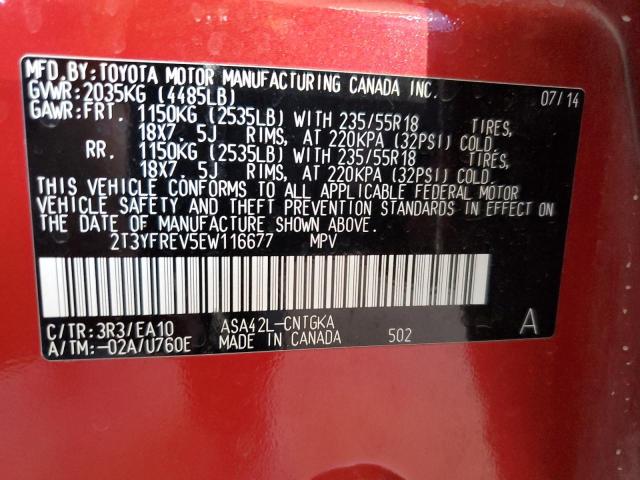 MFD.BY:TOYOTA MOTOR MANUFACTURING CANADA INC.
GVWR:2035KG (4485LB) 07/14
GAWR:FRT. 1150KG (2535LB) WITH 235/55R18 TIRES,
18X7. 5J RIMS, AT 220KPA (32PSI) COLD.
RR. 1150KG (2535LB) WITH 235/55R18 TIRES,
18X7. 5J RIMS, AT 220KPA (32PSI) COLD.
THIS VEHICLE CONFORMS TO ALL APPLICABLE FEDERAL MOTOR
VEHICLE SAFETY AND THEFT PREVENTION STANDARDS IN EFFECT ON
THE DATE OF MANUFACTURE SHOWN ABOVE.
2T3YFREV5EW116677 MPV
C/TR:3R3/EA10 ASA42L-CNTGKA A
A/TM:-02A/U760E MADE IN CANADA 502